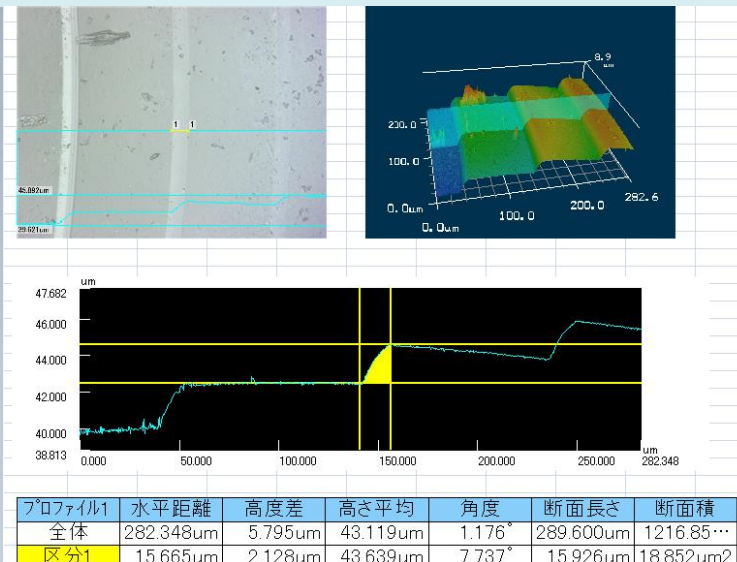 1 1
45.092um
29.621um
8.9
um
200.0
100.0
0.0um
0.0um
100.0
200.0
282.6
um
47.682
46.000
44.000
42.000
40.000
38.813
0.000 50.000 100.000 150.000 200.000 250.000 282.348
um
プロファイル1 水平距離 高度差 高さ平均 角度 断面長さ 断面積
全体 282.348um 5.795um 43.119um 1.176° 289.600um 1216.85…
区分1 15.665um 2.128um 43.639um 7.737° 15.926um 18.852um2